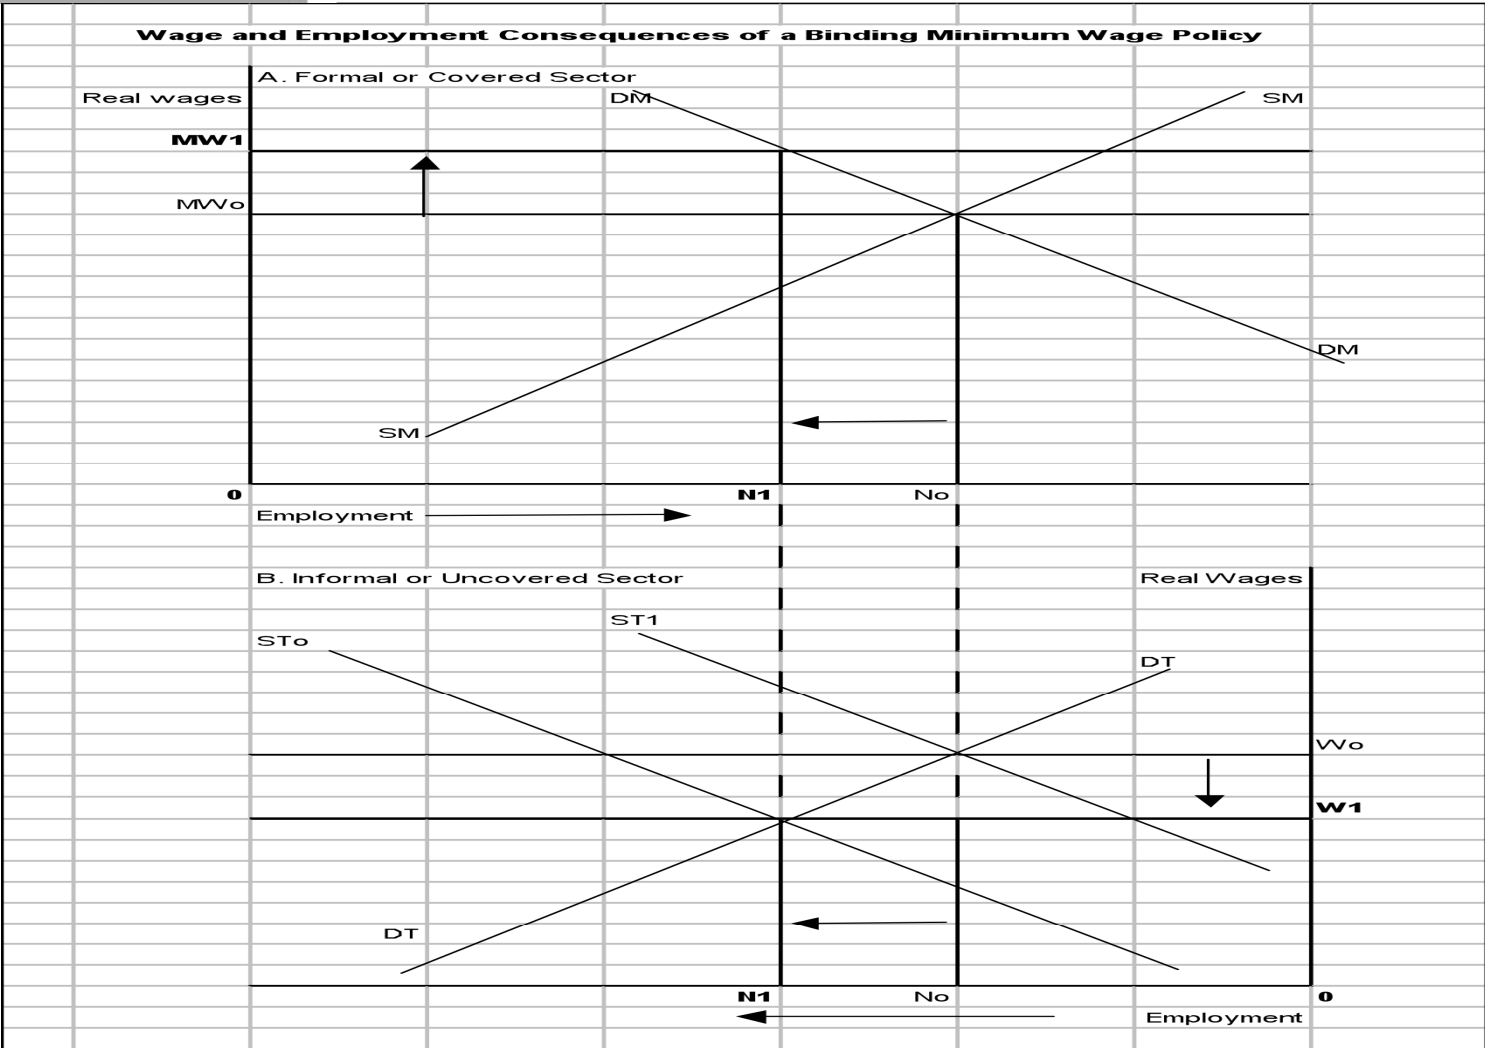 Wage and Employment Consequences of a Binding Minimum Wage Policy
A. Formal or Covered Sector
Real wages
DM
SM
MW1
MWo
DM
SM
0
N1
No
Employment
B. Informal or Uncovered Sector
Real Wages
ST1
STo
DT
Wo
W1
DT
N1
No
0
Employment